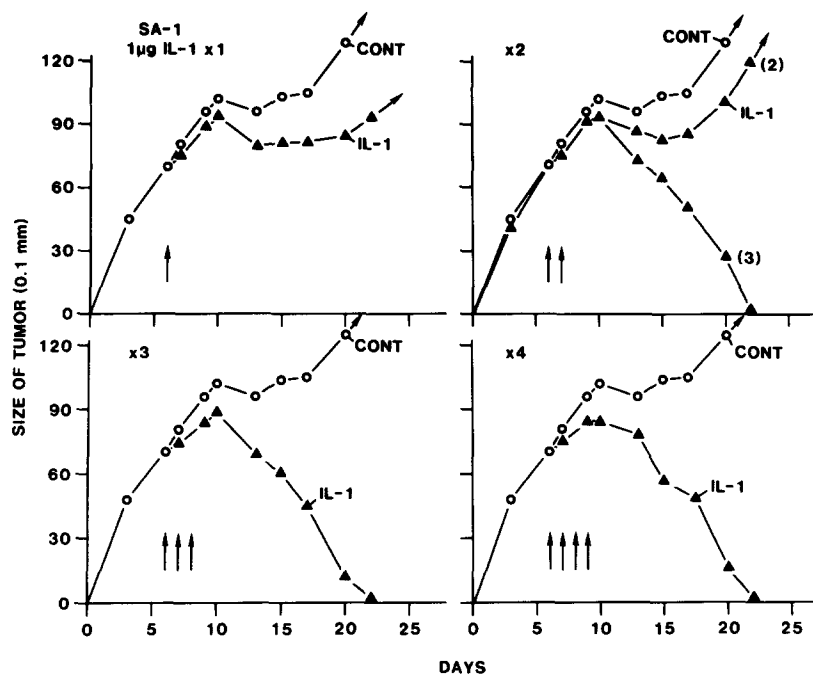 SA-1
1µg IL-1 x1
CONT
IL-1
120
90
60
30
0
x2
CONT
(2)
IL-1
(3)
SIZE OF TUMOR (0.1 mm)
x3
CONT
IL-1
120
90
60
30
0
0 5 10 15 20 25
x4
CONT
IL-1
0 5 10 15 20 25
DAYS